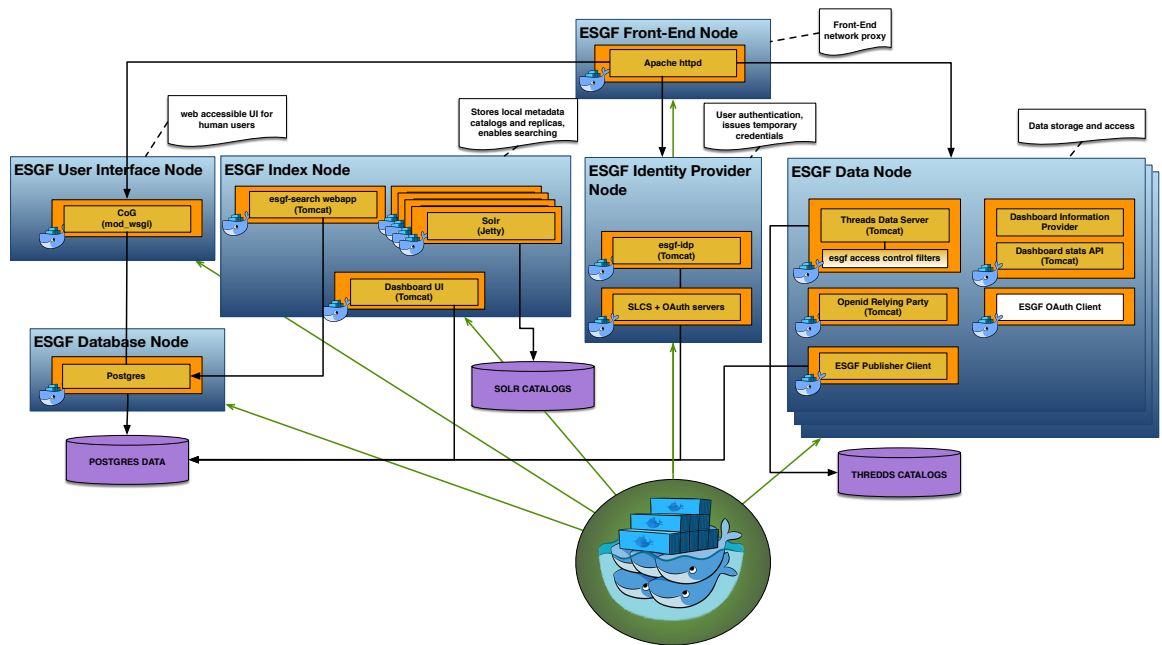 ESGF Front-End Node
Apache httpd
Front-End
network proxy
web accessible UI for
human users
Stores local metadata
catalogs and replicas,
enables searching
User authentication,
issues temporary
credentials
Data storage and access
ESGF User Interface Node
CoG
(mod_wsgi)
ESGF Index Node
esgf-search webapp
(Tomcat)
Solr
(Jetty)
Dashboard UI
(Tomcat)
ESGF Identity Provider
Node
esgf-idp
(Tomcat)
SLCS + OAuth servers
ESGF Data Node
Threads Data Server
(Tomcat)
esgf access control filters
Dashboard Information
Provider
Dashboard stats API
(Tomcat)
Openid Relying Party
(Tomcat)
ESGF OAuth Client
ESGF Publisher Client
ESGF Database Node
Postgres
SOLR CATALOGS
POSTGRES DATA
THREDDS CATALOGS